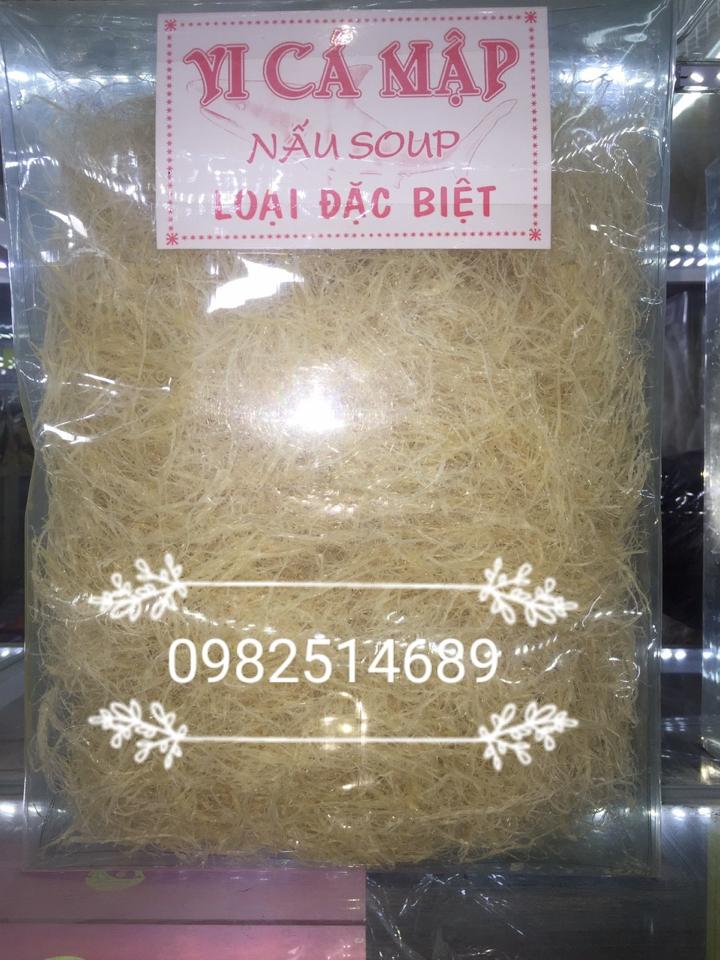 VI CÁ MẬP
NẤU SOUP
LOẠI ĐẶC BIỆT
0982514689